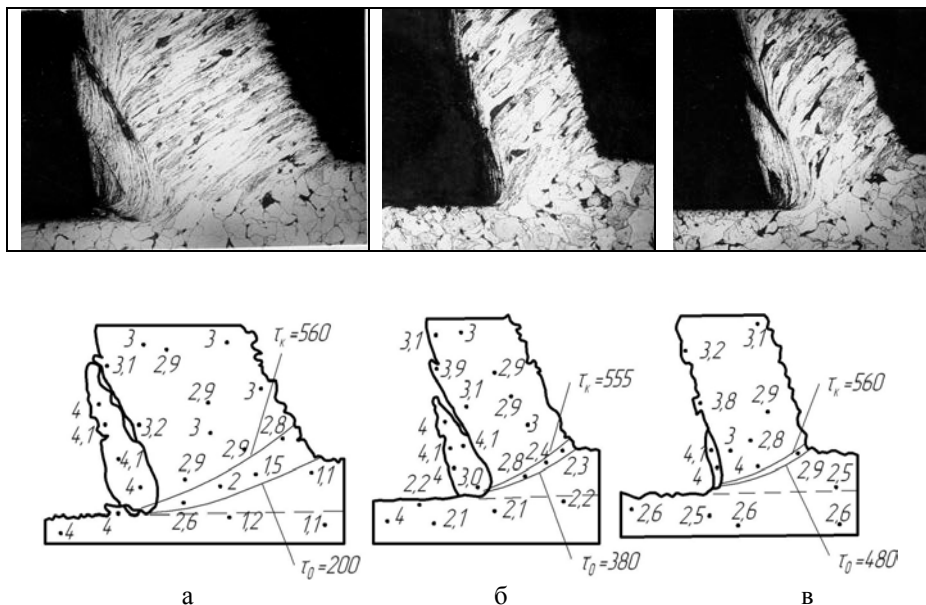 3 3 τк=560
3,1 2,9
4 2,9 3
4,1 3,2 3 2,8
4,1 2,9 2,9 1,5 1,1
4 2
4 4 2,6 1,2 1,1
τ0=200
3,1 3
3,9 2,9 τк=555
3,1 2,9
4 3
4,1 4,1 2,8 2,4 2,3
4 3,0
2,2 2,2
4 2,1 2,1
τ0=380
3,2 3,1
τк=560
3,8 2,9
4,1 3 2,8
4 2,9 2,5
2,6 2,5 2,6 2,6
τ0=480
а б в